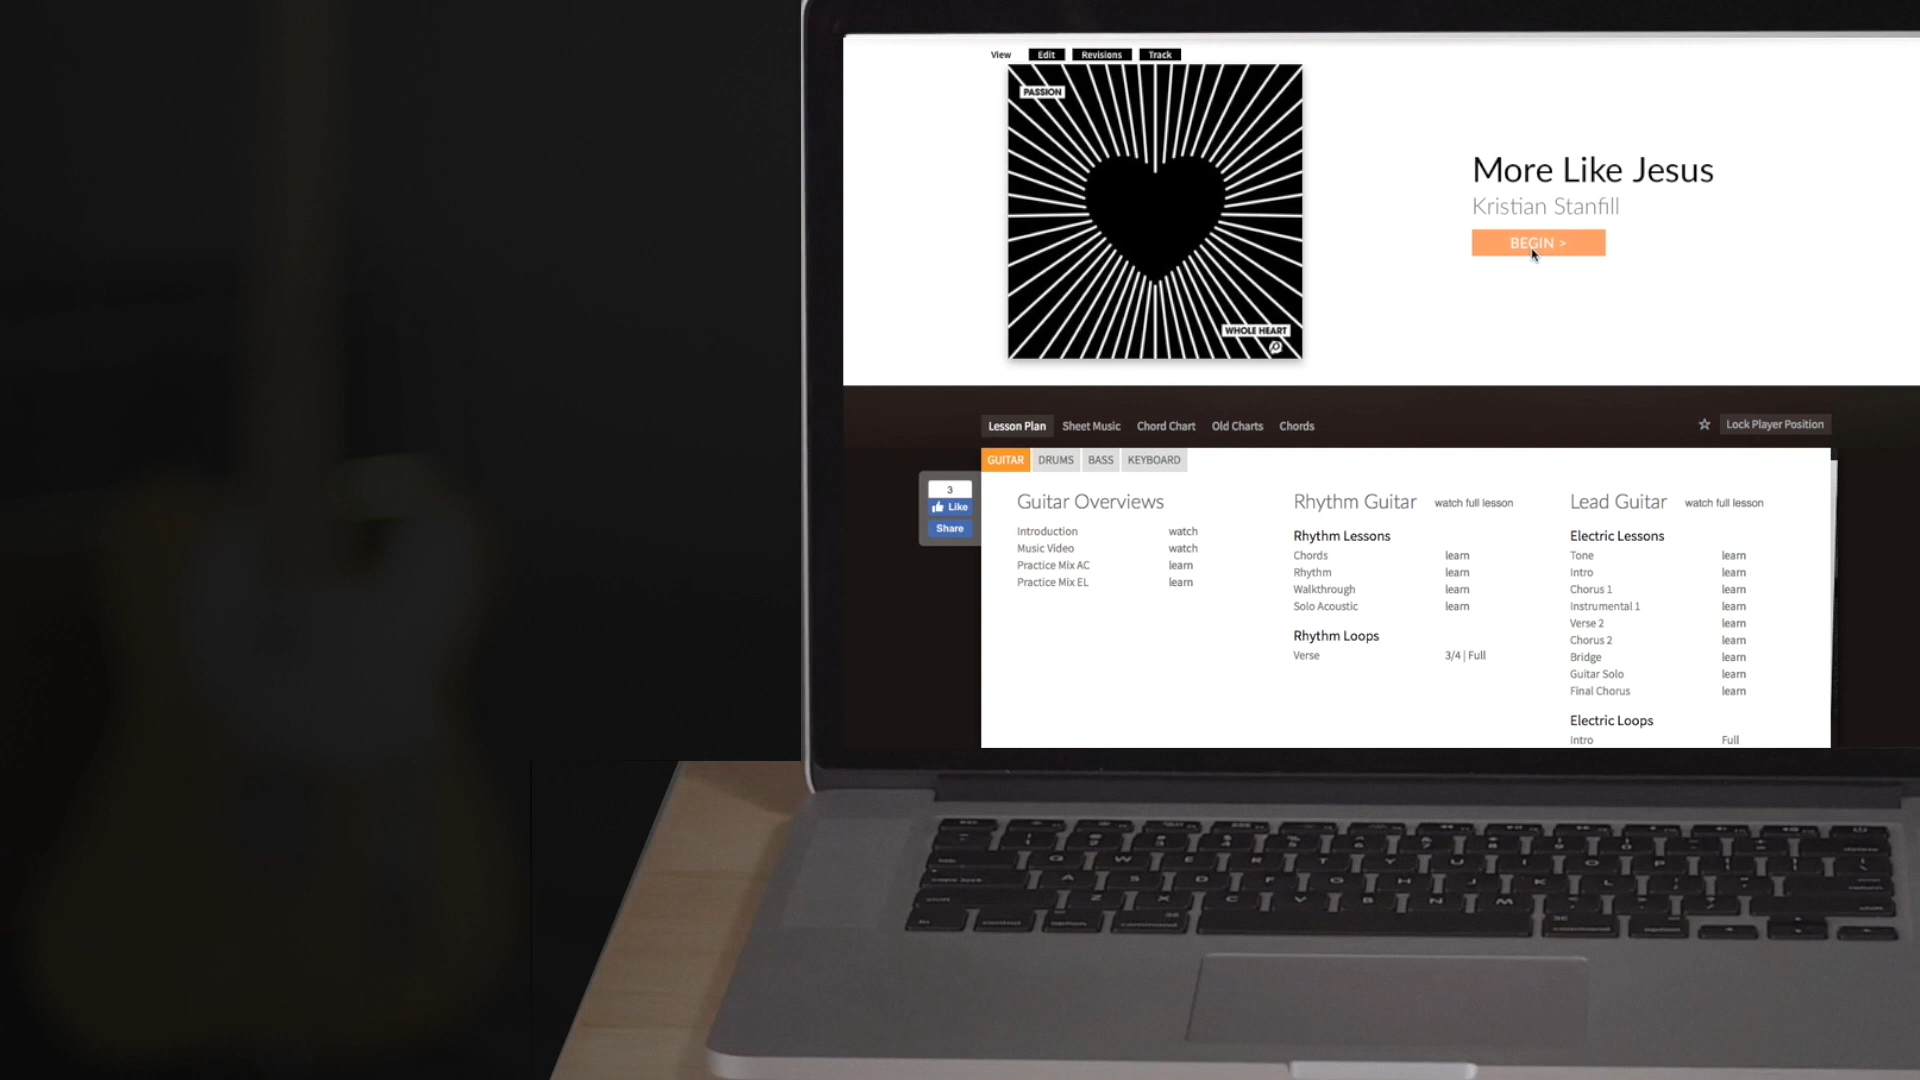 View Edit Revisions Track
PASSION
WHOLE HEART
More Like Jesus
Kristian Stanfill
BEGIN >
Lesson Plan Sheet Music Chord Chart Old Charts Chords
Lock Player Position
GUITAR DRUMS BASS KEYBOARD
3
Like
Share
Guitar Overviews
Introduction watch
Music Video watch
Practice Mix AC learn
Practice Mix EL learn
Rhythm Guitar watch full lesson
Rhythm Lessons
Chords learn
Rhythm learn
Walkthrough learn
Solo Acoustic learn
Rhythm Loops
Verse 3/4 | Full
Lead Guitar watch full lesson
Electric Lessons
Tone learn
Intro learn
Chorus 1 learn
Instrumental 1 learn
Verse 2 learn
Chorus 2 learn
Bridge learn
Guitar Solo learn
Final Chorus learn
Electric Loops
Intro Full
Q W E R T Y U I O P
A S D F G H J K L
Z X C V B N M
control option command
command option